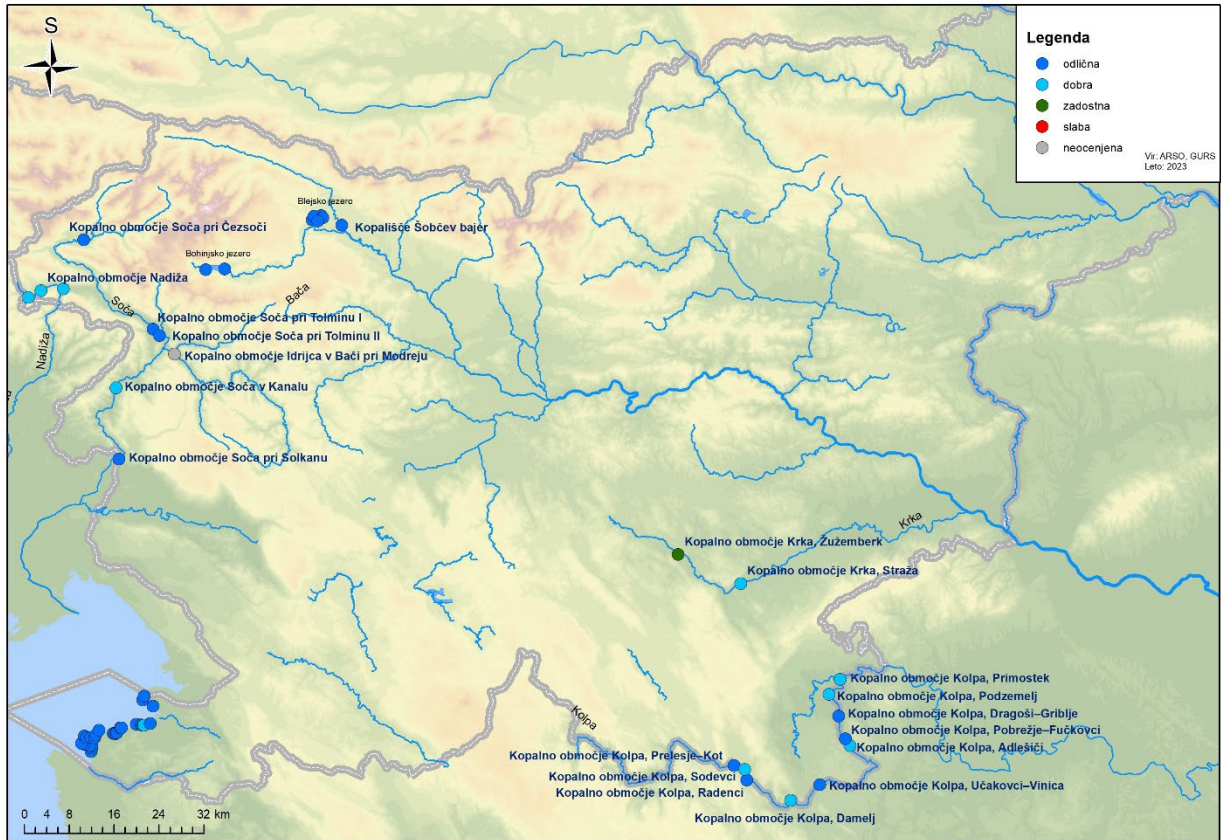 S
Legenda
odlična
dobra
zadostna
slaba
neocenjena
Vir: ARSO, GURS
Leto: 2023
Blejsko jezero
Kopalno območje Soča pri Čezsoči
Kopališče Šobčev bajer
Bohinjsko jezero
Kopalno območje Nadiža
Bača
Soča
Kopalno območje Soča pri Tolminu I
Kopalno območje Soča pri Tolminu II
Nadiža
Kopalno območje Idrijca v Bači pri Modreju
Kopalno območje Soča v Kanalu
Kopalno območje Soča pri Solkanu
Krka
Kopalno območje Krka, Žužemberk
Kopalno območje Krka, Straža
Kopalno območje Kolpa, Primostek
Kopalno območje Kolpa, Podzemelj
Kolpa
Kopalno območje Kolpa, Dragoši–Griblje
Kopalno območje Kolpa, Pobrežje–Fučkovci
Kopalno območje Kolpa, Adlešiči
Kopalno območje Kolpa, Prelesje–Kot
Kopalno območje Kolpa, Sodevci
Kopalno območje Kolpa, Radenci
Kopalno območje Kolpa, Učakovci–Vinica
Kopalno območje Kolpa, Damelj
0 4 8 16 24 32 km